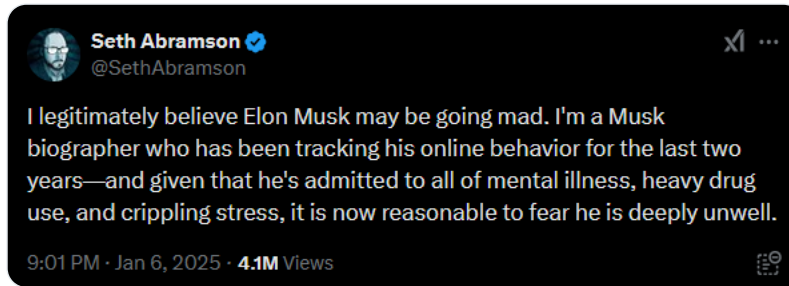 Seth Abramson
@SethAbramson
I legitimately believe Elon Musk may be going mad. I'm a Musk
biographer who has been tracking his online behavior for the last two
years—and given that he's admitted to all of mental illness, heavy drug
use, and crippling stress, it is now reasonable to fear he is deeply unwell.
9:01 PM · Jan 6, 2025 · 4.1M Views